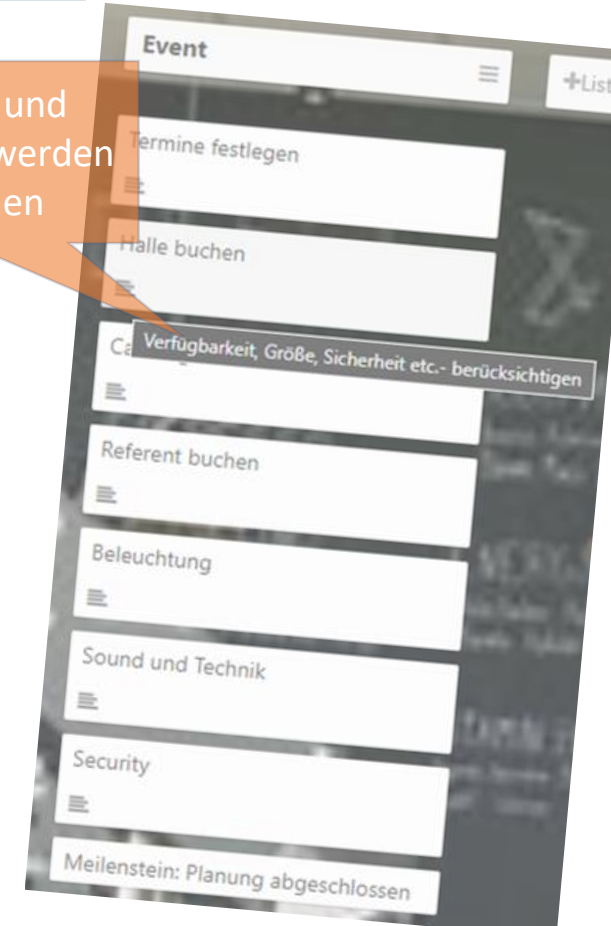 Event
+List
und
werden
en
Termine festlegen
Halle buchen
Verfügbarkeit, Größe, Sicherheit etc.- berücksichtigen
Referent buchen
Beleuchtung
Sound und Technik
Security
Meilenstein: Planung abgeschlossen